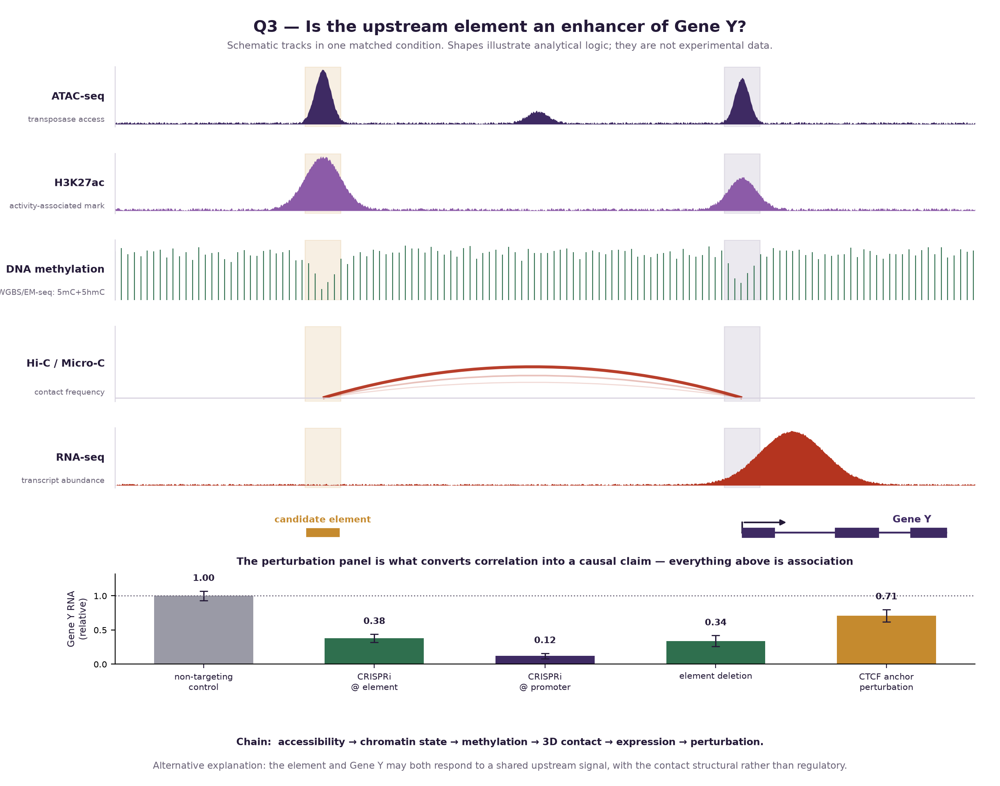 Q3 — Is the upstream element an enhancer of Gene Y?
Schematic tracks in one matched condition. Shapes illustrate analytical logic; they are not experimental data.
ATAC-seq
transposase access
H3K27ac
activity-associated mark
DNA methylation
WGBS/EM-seq: 5mC+5hmC
Hi-C / Micro-C
contact frequency
RNA-seq
transcript abundance
candidate element
Gene Y
The perturbation panel is what converts correlation into a causal claim — everything above is association
Gene Y RNA
(relative)
1.0
0.5
0.0
1.00
0.38
0.12
0.34
0.71
non-targeting
control
CRISPRi
@ element
CRISPRi
@ promoter
element deletion
CTCF anchor
perturbation
Chain:  accessibility → chromatin state → methylation → 3D contact → expression → perturbation.
Alternative explanation: the element and Gene Y may both respond to a shared upstream signal, with the contact structural rather than regulatory.